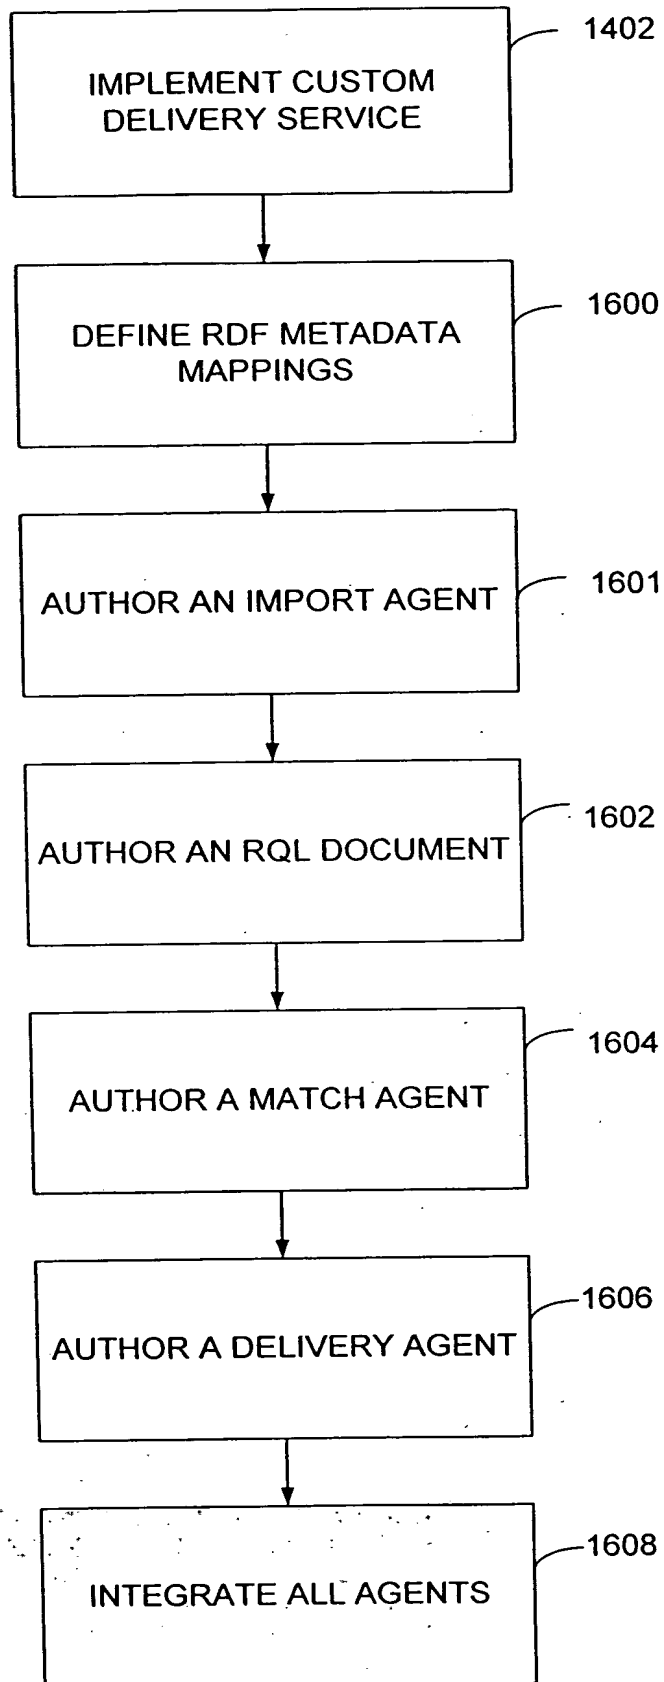 1402
IMPLEMENT CUSTOM
DELIVERY SERVICE
1600
DEFINE RDF METADATA
MAPPINGS
1601
AUTHOR AN IMPORT AGENT
1602
AUTHOR AN RQL DOCUMENT
1604
AUTHOR A MATCH AGENT
1606
AUTHOR A DELIVERY AGENT
1608
INTEGRATE ALL AGENTS